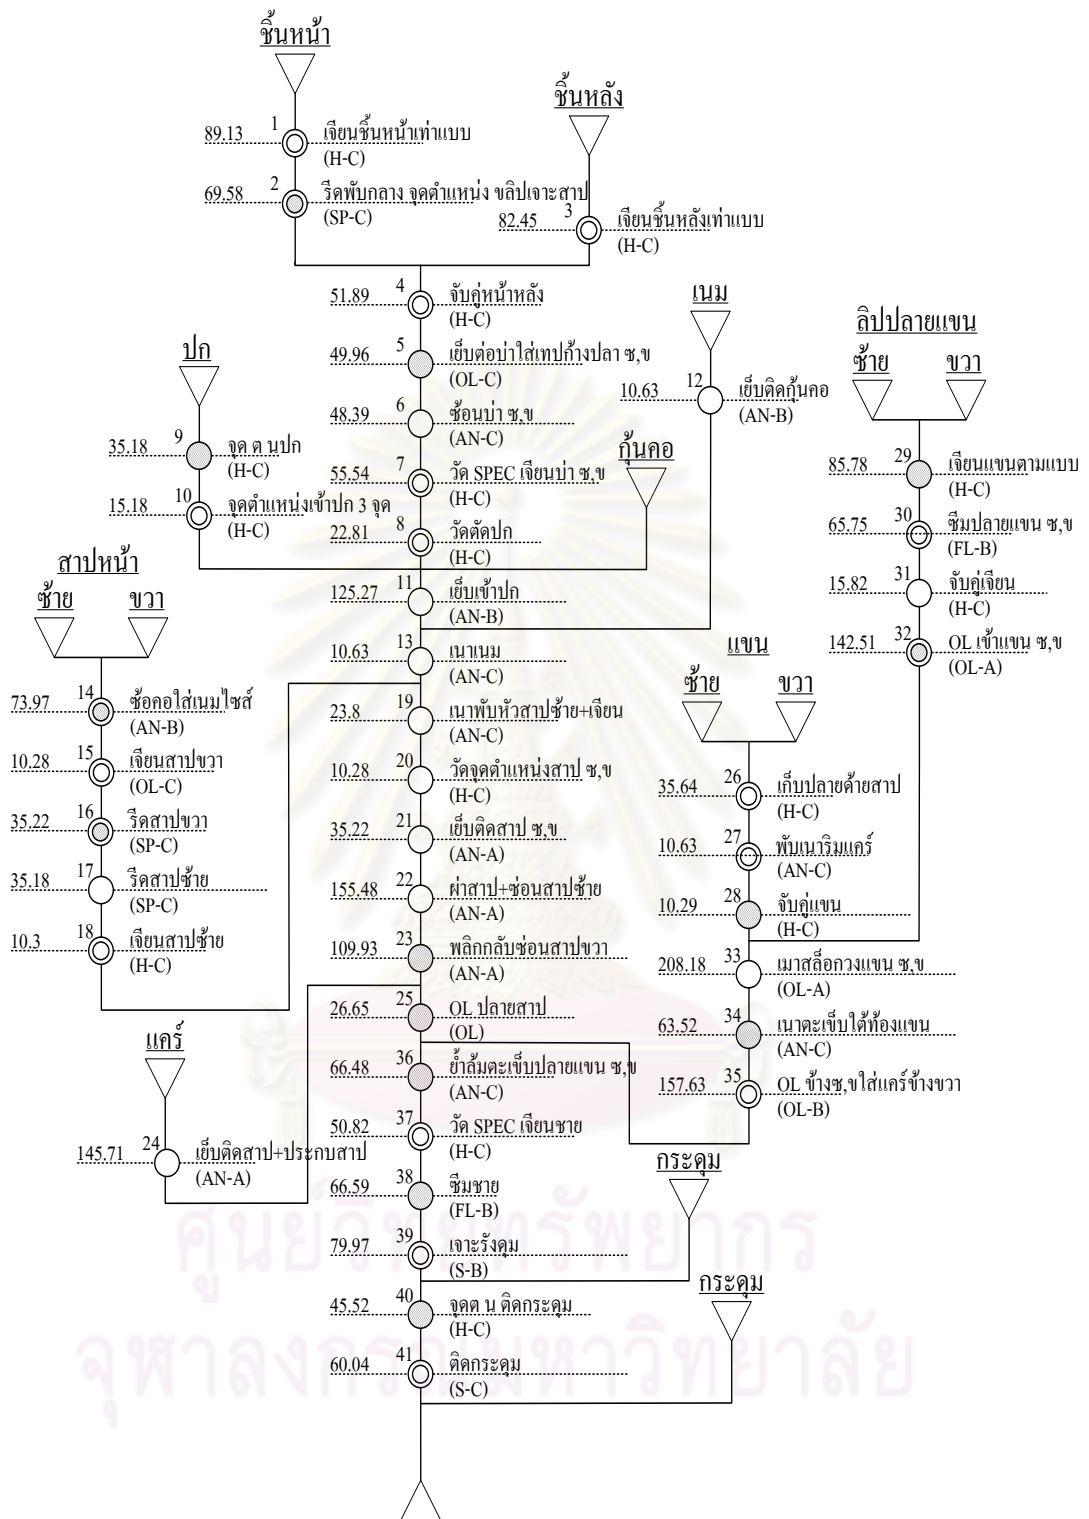 ชิ้นหน้า
89.13 1 เจียนชิ้นหน้าเท่าแบบ
(H-C)
69.58 2 รีดพับกลาง จุดตำแหน่ง ขลิปเจาะสาป
(SP-C)
ชิ้นหลัง
82.45 3 เจียนชิ้นหลังเท่าแบบ
(H-C)
51.89 4 จับคู่หน้าหลัง
(H-C)
49.96 5 เย็บต่อบ่าใส่เทปก้างปลา ซ,ข
(OL-C)
48.39 6 ซ้อนบ่า ซ,ข
(AN-C)
55.54 7 วัด SPEC เจียนบ่า ซ,ข
(H-C)
22.81 8 วัดตัดปก
(H-C)
ปก
35.18 9 จุด ต นปก
(H-C)
15.18 10 จุดตำแหน่งเข้าปก 3 จุด
(H-C)
กุ้นคอ
125.27 11 เย็บเข้าปก
(AN-B)
เนม
10.63 12 เย็บติดกุ้นคอ
(AN-B)
10.63 13 เนาเนม
(AN-C)
สาปหน้า
ซ้าย ขวา
73.97 14 ซ้อคอใส่เนมไซส์
(AN-B)
10.28 15 เจียนสาปขวา
(OL-C)
35.22 16 รีดสาปขวา
(SP-C)
35.18 17 รีดสาปซ้าย
(SP-C)
10.3 18 เจียนสาปซ้าย
(H-C)
23.8 19 เนาพับหัวสาปซ้าย+เจียน
(AN-C)
10.28 20 วัดจุดตำแหน่งสาป ซ,ข
(H-C)
35.22 21 เย็บติดสาป ซ,ข
(AN-A)
155.48 22 ผ่าสาป+ซ่อนสาปซ้าย
(AN-A)
109.93 23 พลิกกลับซ่อนสาปขวา
(AN-A)
แคร์
145.71 24 เย็บติดสาป+ประกบสาป
(AN-A)
26.65 25 OL ปลายสาป
(OL)
แขน
ซ้าย ขวา
35.64 26 เก็บปลายด้ายสาป
(H-C)
10.63 27 พับเนาริมแคร์
(AN-C)
10.29 28 จับคู่แขน
(H-C)
ลิปปลายแขน
ซ้าย ขวา
85.78 29 เจียนแขนตามแบบ
(H-C)
65.75 30 ซึมปลายแขน ซ,ข
(FL-B)
15.82 31 จับคู่เจียน
(H-C)
142.51 32 OL เข้าแขน ซ,ข
(OL-A)
208.18 33 เมาสล็อกวงแขน ซ,ข
(OL-A)
63.52 34 เนาตะเข็บใต้ท้องแขน
(AN-C)
157.63 35 OL ข้างซ,ขใส่แคร์ข้างขวา
(OL-B)
66.48 36 ย้ำล้มตะเข็บปลายแขน ซ,ข
(AN-C)
50.82 37 วัด SPEC เจียนชาย
(H-C)
66.59 38 ซึมชาย
(FL-B)
79.97 39 เจาะรังดุม
(S-B)
กระดุม
45.52 40 จุดต น ติดกระดุม
(H-C)
60.04 41 ติดกระดุม
(S-C)
กระดุม
ศูนย์วิทยทรัพยากร
จุฬาลงกรณ์มหาวิทยาลัย